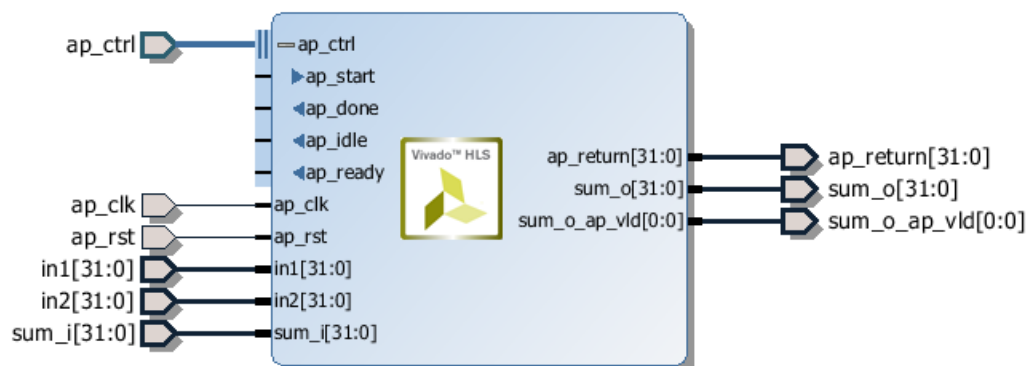 ap_ctrl
ap_clk
ap_rst
in1[31:0]
in2[31:0]
sum_i[31:0]
ap_ctrl
ap_start
ap_done
ap_idle
ap_ready
ap_clk
ap_rst
in1[31:0]
in2[31:0]
sum_i[31:0]
Vivado™ HLS
ap_return[31:0]
sum_o[31:0]
sum_o_ap_vld[0:0]
ap_return[31:0]
sum_o[31:0]
sum_o_ap_vld[0:0]